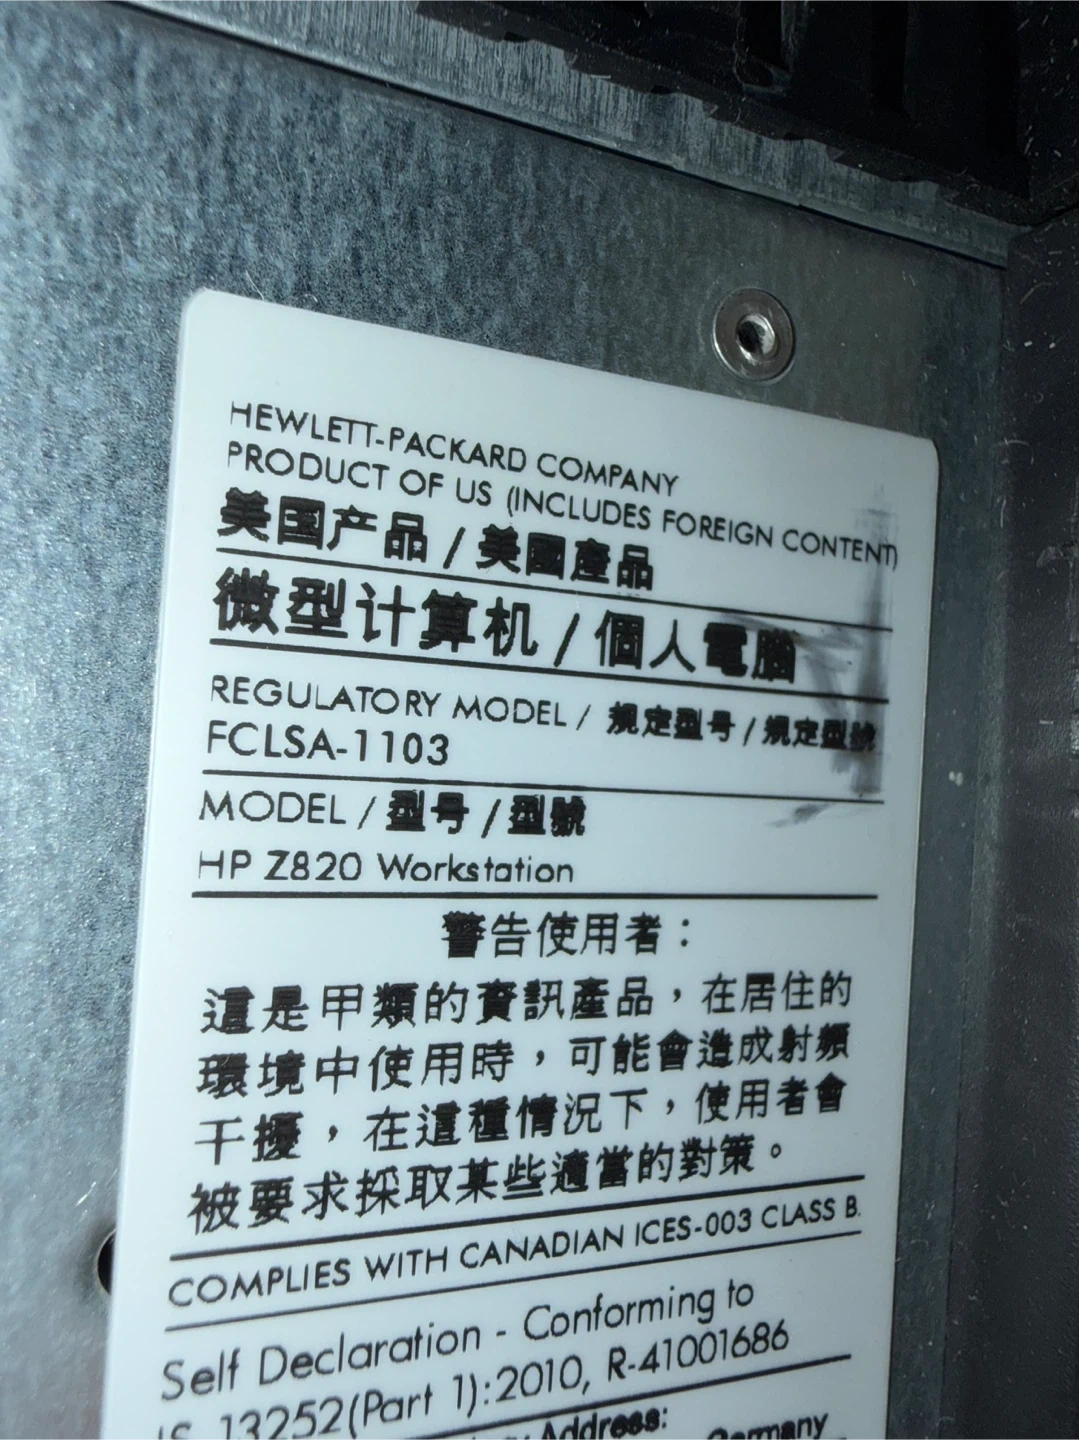 HEWLETT-PACKARD COMPANY
PRODUCT OF US (INCLUDES FOREIGN CONTENT)
美国产品 / 美國產品
微型计算机 / 個人電腦
REGULATORY MODEL / 规定型号 / 規定型號
FCLSA-1103
MODEL / 型号 / 型號
HP Z820 Workstation
警告使用者：
這是甲類的資訊產品，在居住的
環境中使用時，可能會造成射頻
干擾，在這種情況下，使用者會
被要求採取某些適當的對策。
COMPLIES WITH CANADIAN ICES-003 CLASS B.
Self Declaration - Conforming to
IS 13252(Part 1):2010, R-41001686
Address:
Germany